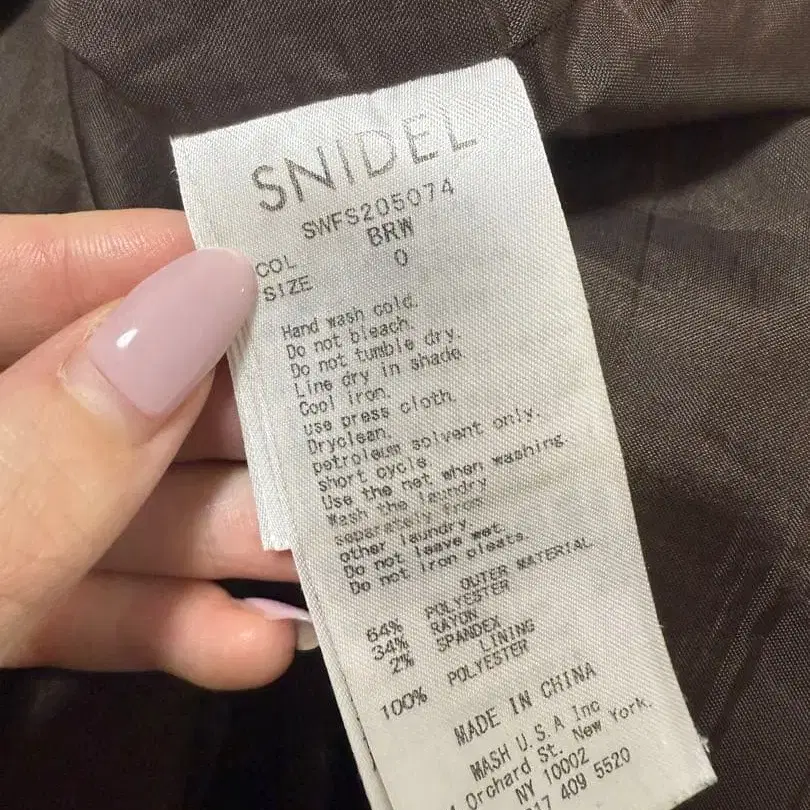 SNIDEL
SWFS205074
COL BRW
SIZE 0
Hand wash cold.
Do not bleach.
Do not tumble dry.
Line dry in shade
Cool iron.
use press cloth.
Dryclean.
petroleum solvent only.
short cycle
Use the net when washing.
Wash the laundry
separately from
other laundry.
Do not leave wet.
Do not iron pleats.
OUTER MATERIAL
64% POLYESTER
34% RAYON
2% SPANDEX
LINING
100% POLYESTER
MADE IN CHINA
MASH U.S.A Inc
Orchard St. New York.
NY 10002
17 409 5520